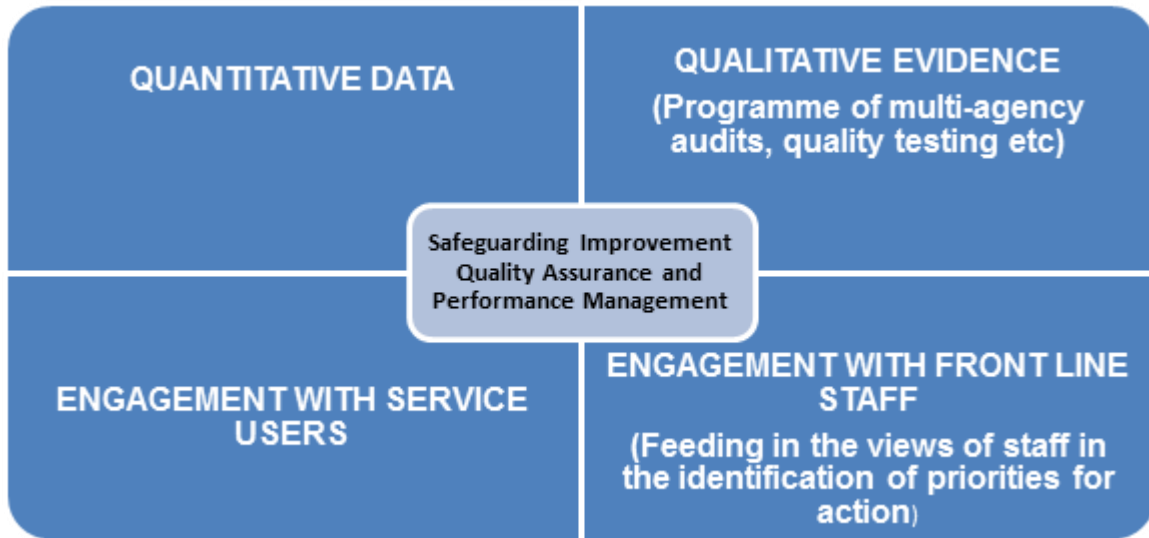 QUANTITATIVE DATA
QUALITATIVE EVIDENCE
(Programme of multi-agency
audits, quality testing etc)
Safeguarding Improvement
Quality Assurance and
Performance Management
ENGAGEMENT WITH SERVICE
USERS
ENGAGEMENT WITH FRONT LINE
STAFF
(Feeding in the views of staff in
the identification of priorities for
action)